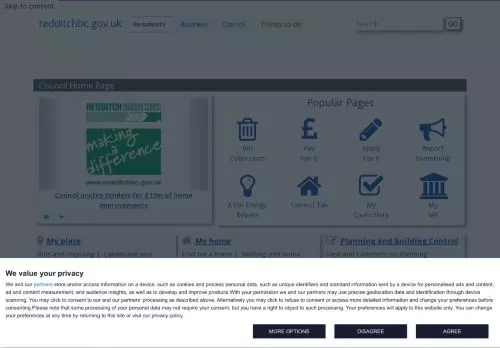 Skip to content
redditchbc.gov.uk Residents Business Council Things to do Search GO
Council Home Page
REDDITCH BOROUGH COUNCIL
making
a
difference
www.redditchbc.gov.uk
Council invites tenders for £13m of home
improvements
Popular Pages
Bin
Collections
Pay
For It
Apply
For It
Report
Something
£150 Energy
Rebate
Council Tax
My
Councillors
My
MP
My place
My home
Planning and Building Control
Bins and recycling | Landscape and
Find me a home | Renting and home
View and Comment on Planning
We value your privacy
We and our partners store and/or access information on a device, such as cookies and process personal data, such as unique identifiers and standard information sent by a device for personalised ads and content,
ad and content measurement, and audience insights, as well as to develop and improve products.With your permission we and our partners may use precise geolocation data and identification through device
scanning. You may click to consent to our and our partners' processing as described above. Alternatively you may click to refuse to consent or access more detailed information and change your preferences before
consenting.Please note that some processing of your personal data may not require your consent, but you have a right to object to such processing. Your preferences will apply to this website only. You can change
your preferences at any time by returning to this site or visit our privacy policy.
MORE OPTIONS DISAGREE AGREE